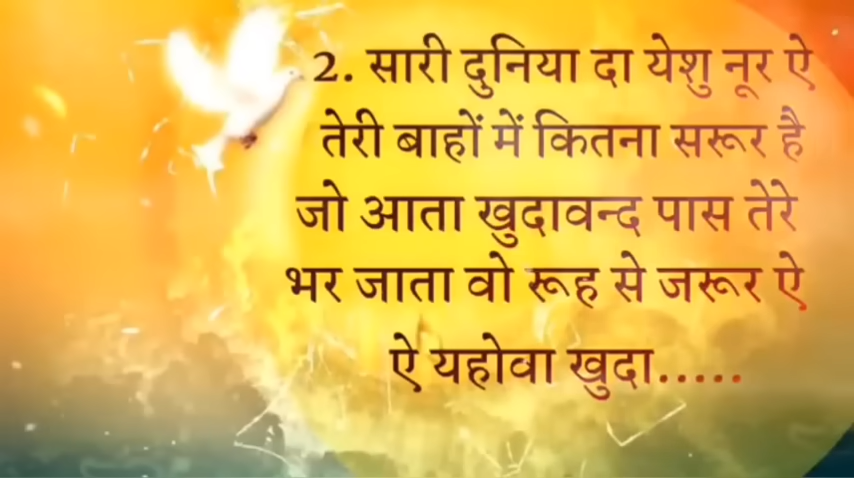 2. सारी दुनिया दा येशु नूर ऐ
तेरी बाहों में कितना सरूर है
जो आता खुदावन्द पास तेरे
भर जाता वो रूह से जरूर ऐ
ऐ यहोवा खुदा.....